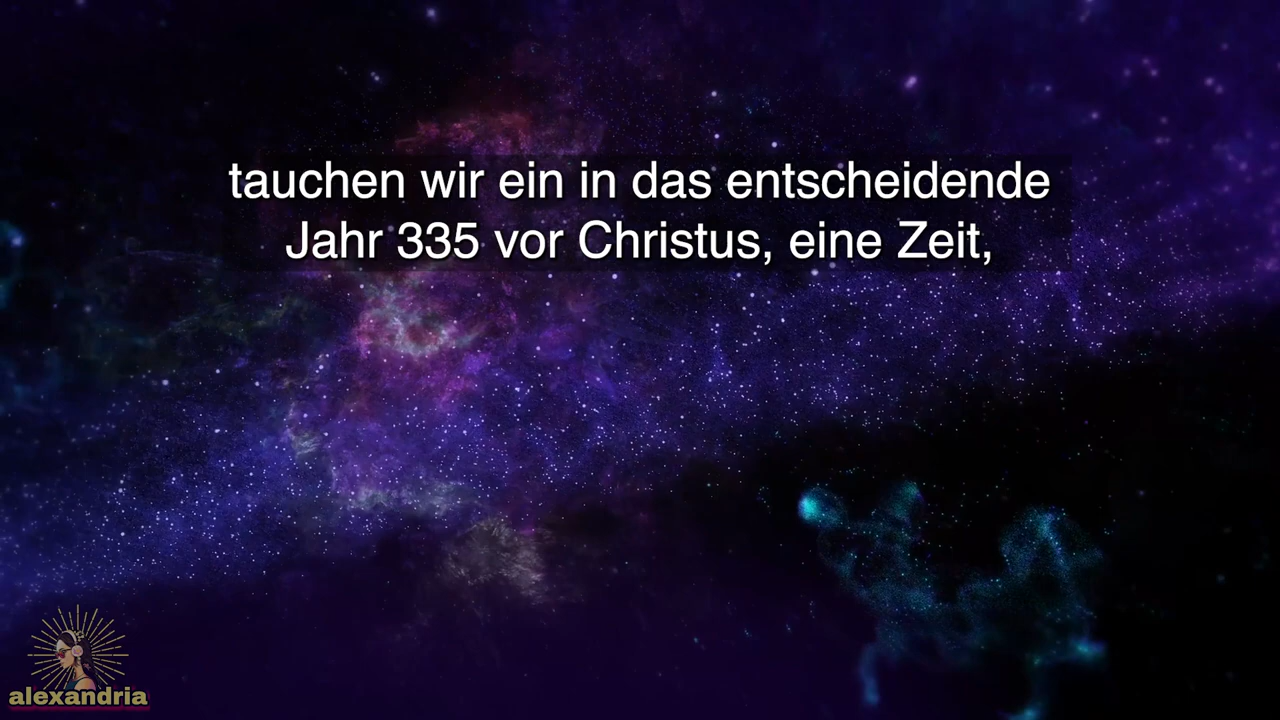 tauchen wir ein in das entscheidende
Jahr 335 vor Christus, eine Zeit,
alexandria